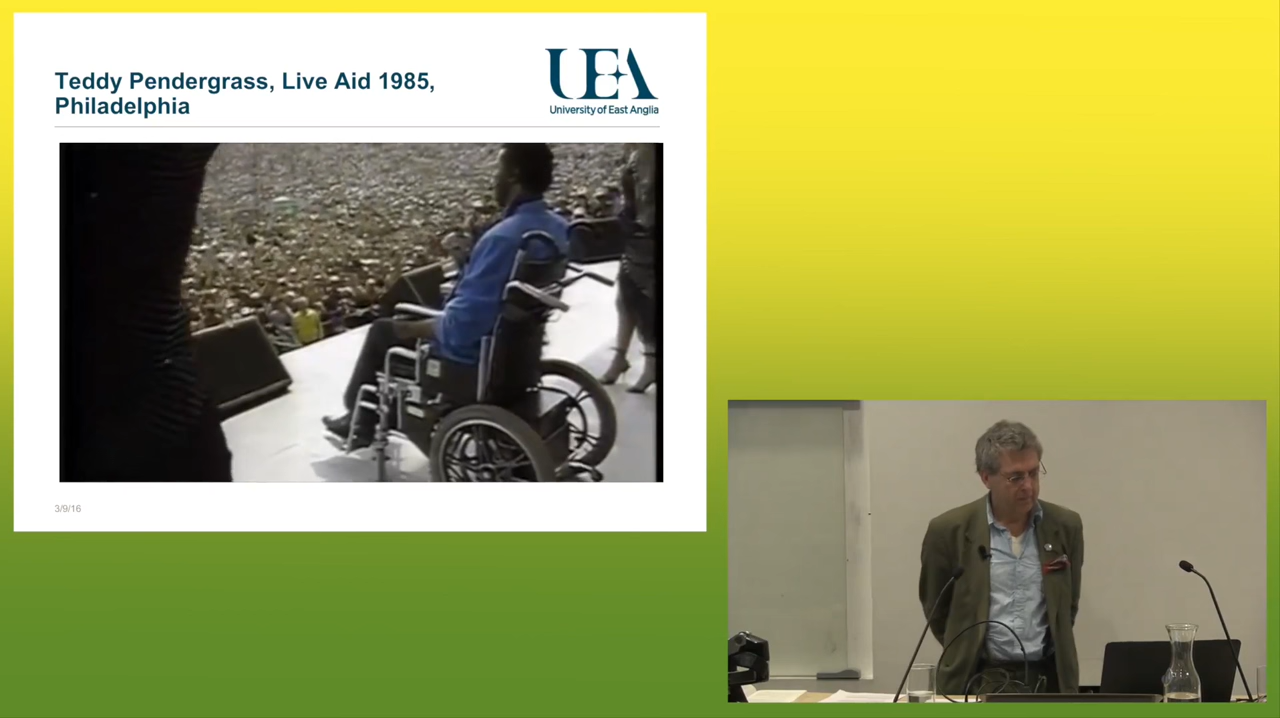 Teddy Pendergrass, Live Aid 1985,
Philadelphia
UEA
University of East Anglia
3/9/16